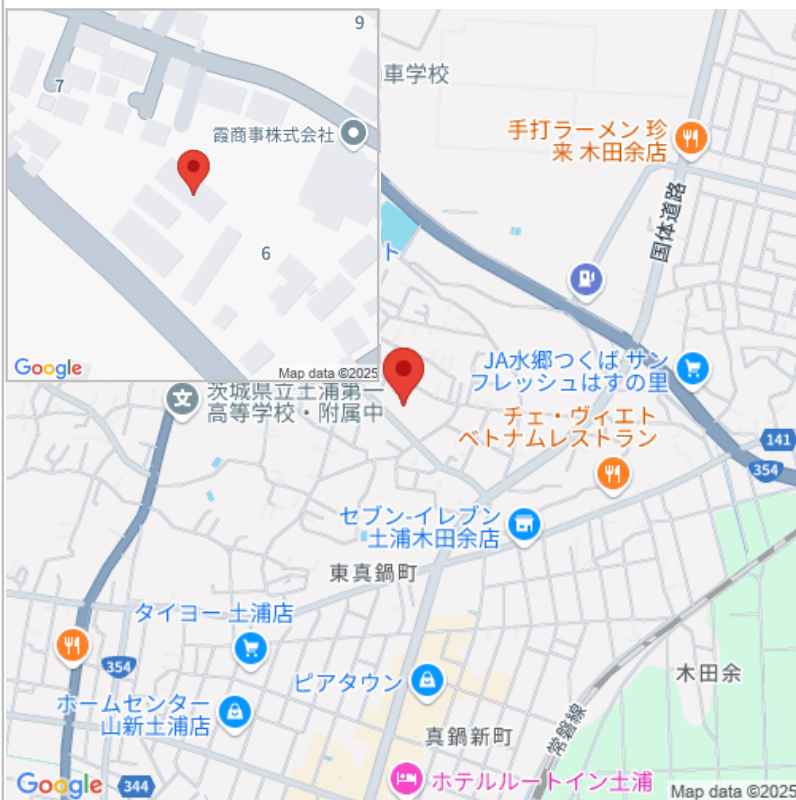 9
7
霞商事株式会社
6
Google
Map data ©2025
車学校
手打ラーメン 珍
来 木田余店
国体道路
ト
JA水郷つくば サン
フレッシュはすの里
茨城県立土浦第一
高等学校・附属中
チェ・ヴィエト
ベトナムレストラン
141
354
セブン-イレブン
土浦木田余店
東真鍋町
タイヨー 土浦店
354
木田余
ピアタウン
ホームセンター
山新土浦店
真鍋新町
常磐線
Google
344
ホテルルートイン土浦
Map data ©2025